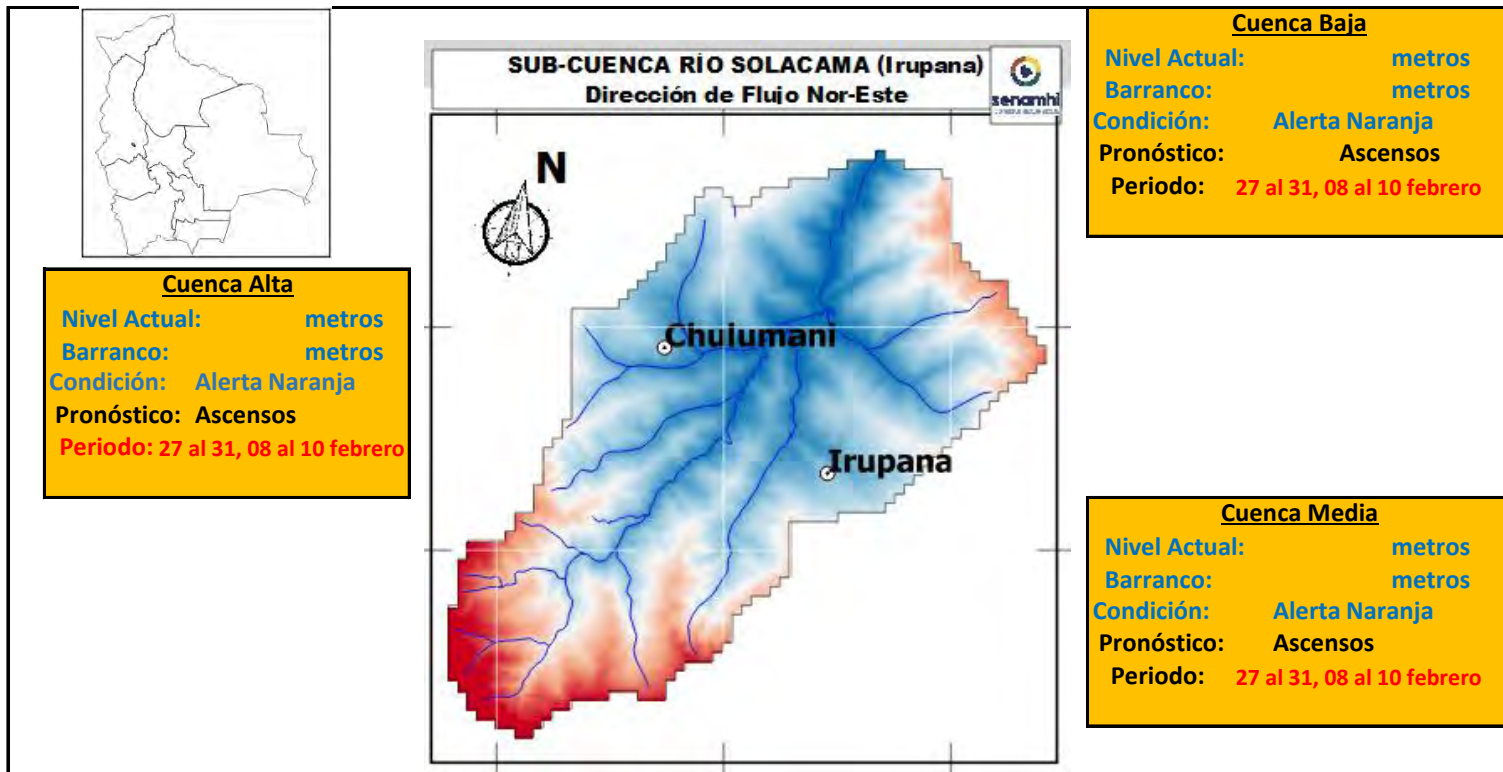 SUB-CUENCA RÍO SOLACAMA (Irupana)
Dirección de Flujo Nor-Este
senamhi
N
Chulumani
Irupana
Cuenca Alta
Nivel Actual: metros
Barranco: metros
Condición: Alerta Naranja
Pronóstico: Ascensos
Periodo: 27 al 31, 08 al 10 febrero
Cuenca Baja
Nivel Actual: metros
Barranco: metros
Condición: Alerta Naranja
Pronóstico: Ascensos
Periodo: 27 al 31, 08 al 10 febrero
Cuenca Media
Nivel Actual: metros
Barranco: metros
Condición: Alerta Naranja
Pronóstico: Ascensos
Periodo: 27 al 31, 08 al 10 febrero